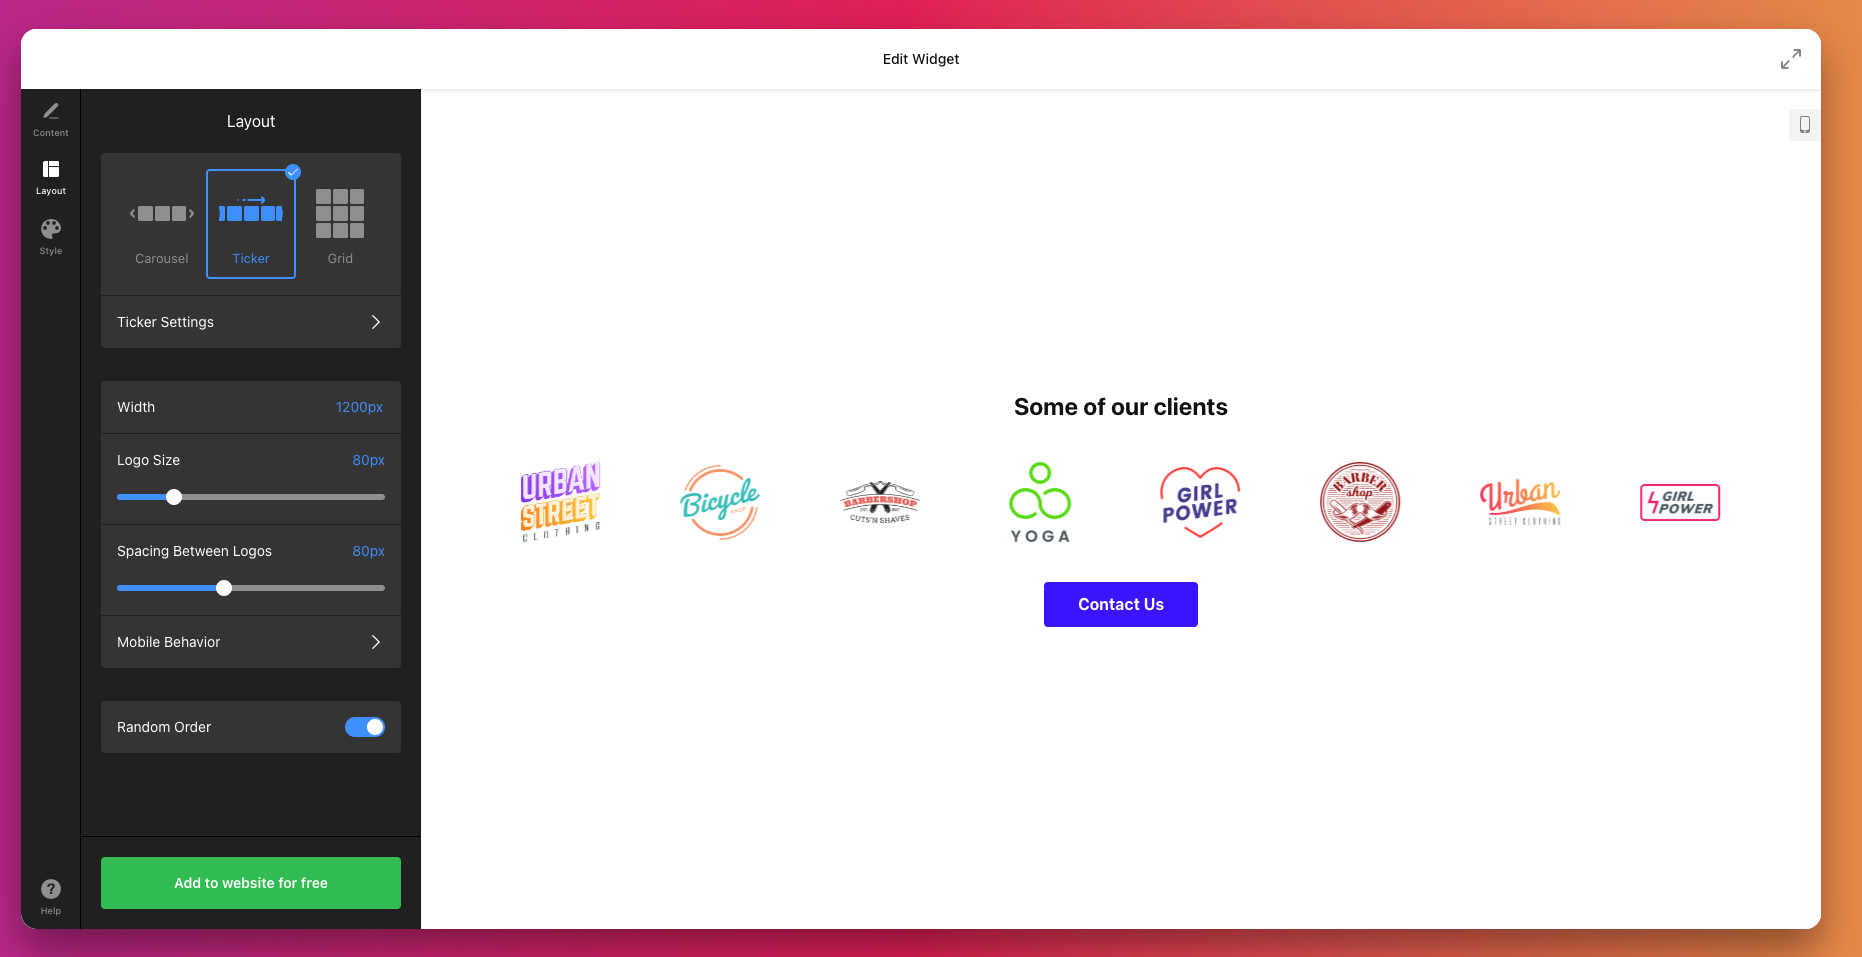 Edit Widget
Content
Layout
Style
Help
Layout
Carousel
Ticker
Grid
Ticker Settings
Width
1200px
Logo Size
80px
Spacing Between Logos
80px
Mobile Behavior
Random Order
Add to website for free
Some of our clients
URBAN
STREET
CLOTHING
Bicycle
SHOP
BARBERSHOP
CUTS'N SHAVES
YOGA
GIRL
POWER
BARBER
shop
Urban
STREET CLOTHING
GIRL
POWER
Contact Us